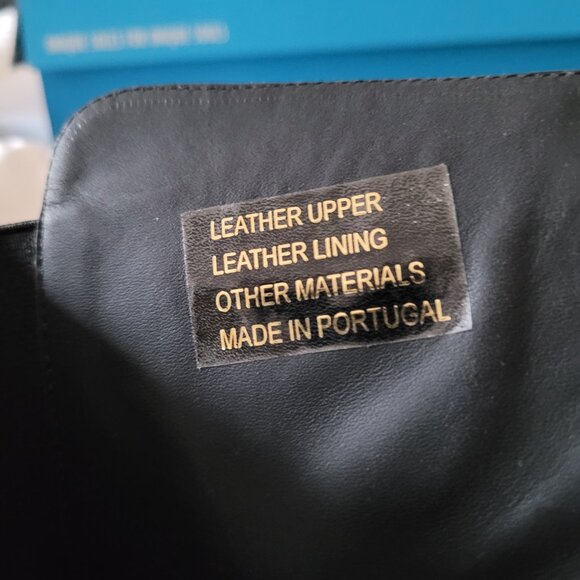 LEATHER UPPER
LEATHER LINING
OTHER MATERIALS
MADE IN PORTUGAL